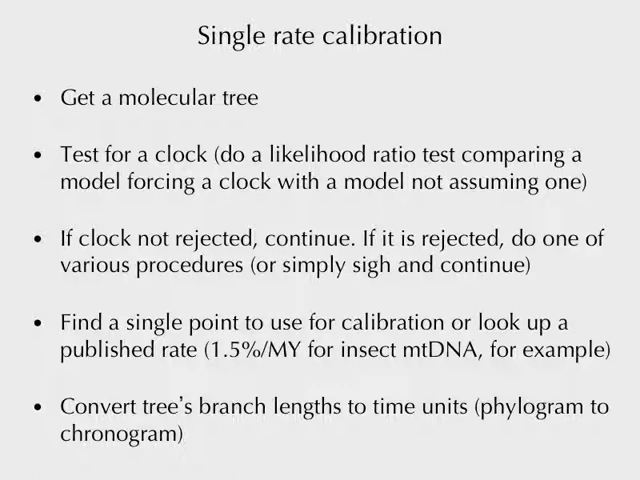 Single rate calibration
• Get a molecular tree
• Test for a clock (do a likelihood ratio test comparing a
model forcing a clock with a model not assuming one)
• If clock not rejected, continue. If it is rejected, do one of
various procedures (or simply sigh and continue)
• Find a single point to use for calibration or look up a
published rate (1.5%/MY for insect mtDNA, for example)
• Convert tree’s branch lengths to time units (phylogram to
chronogram)